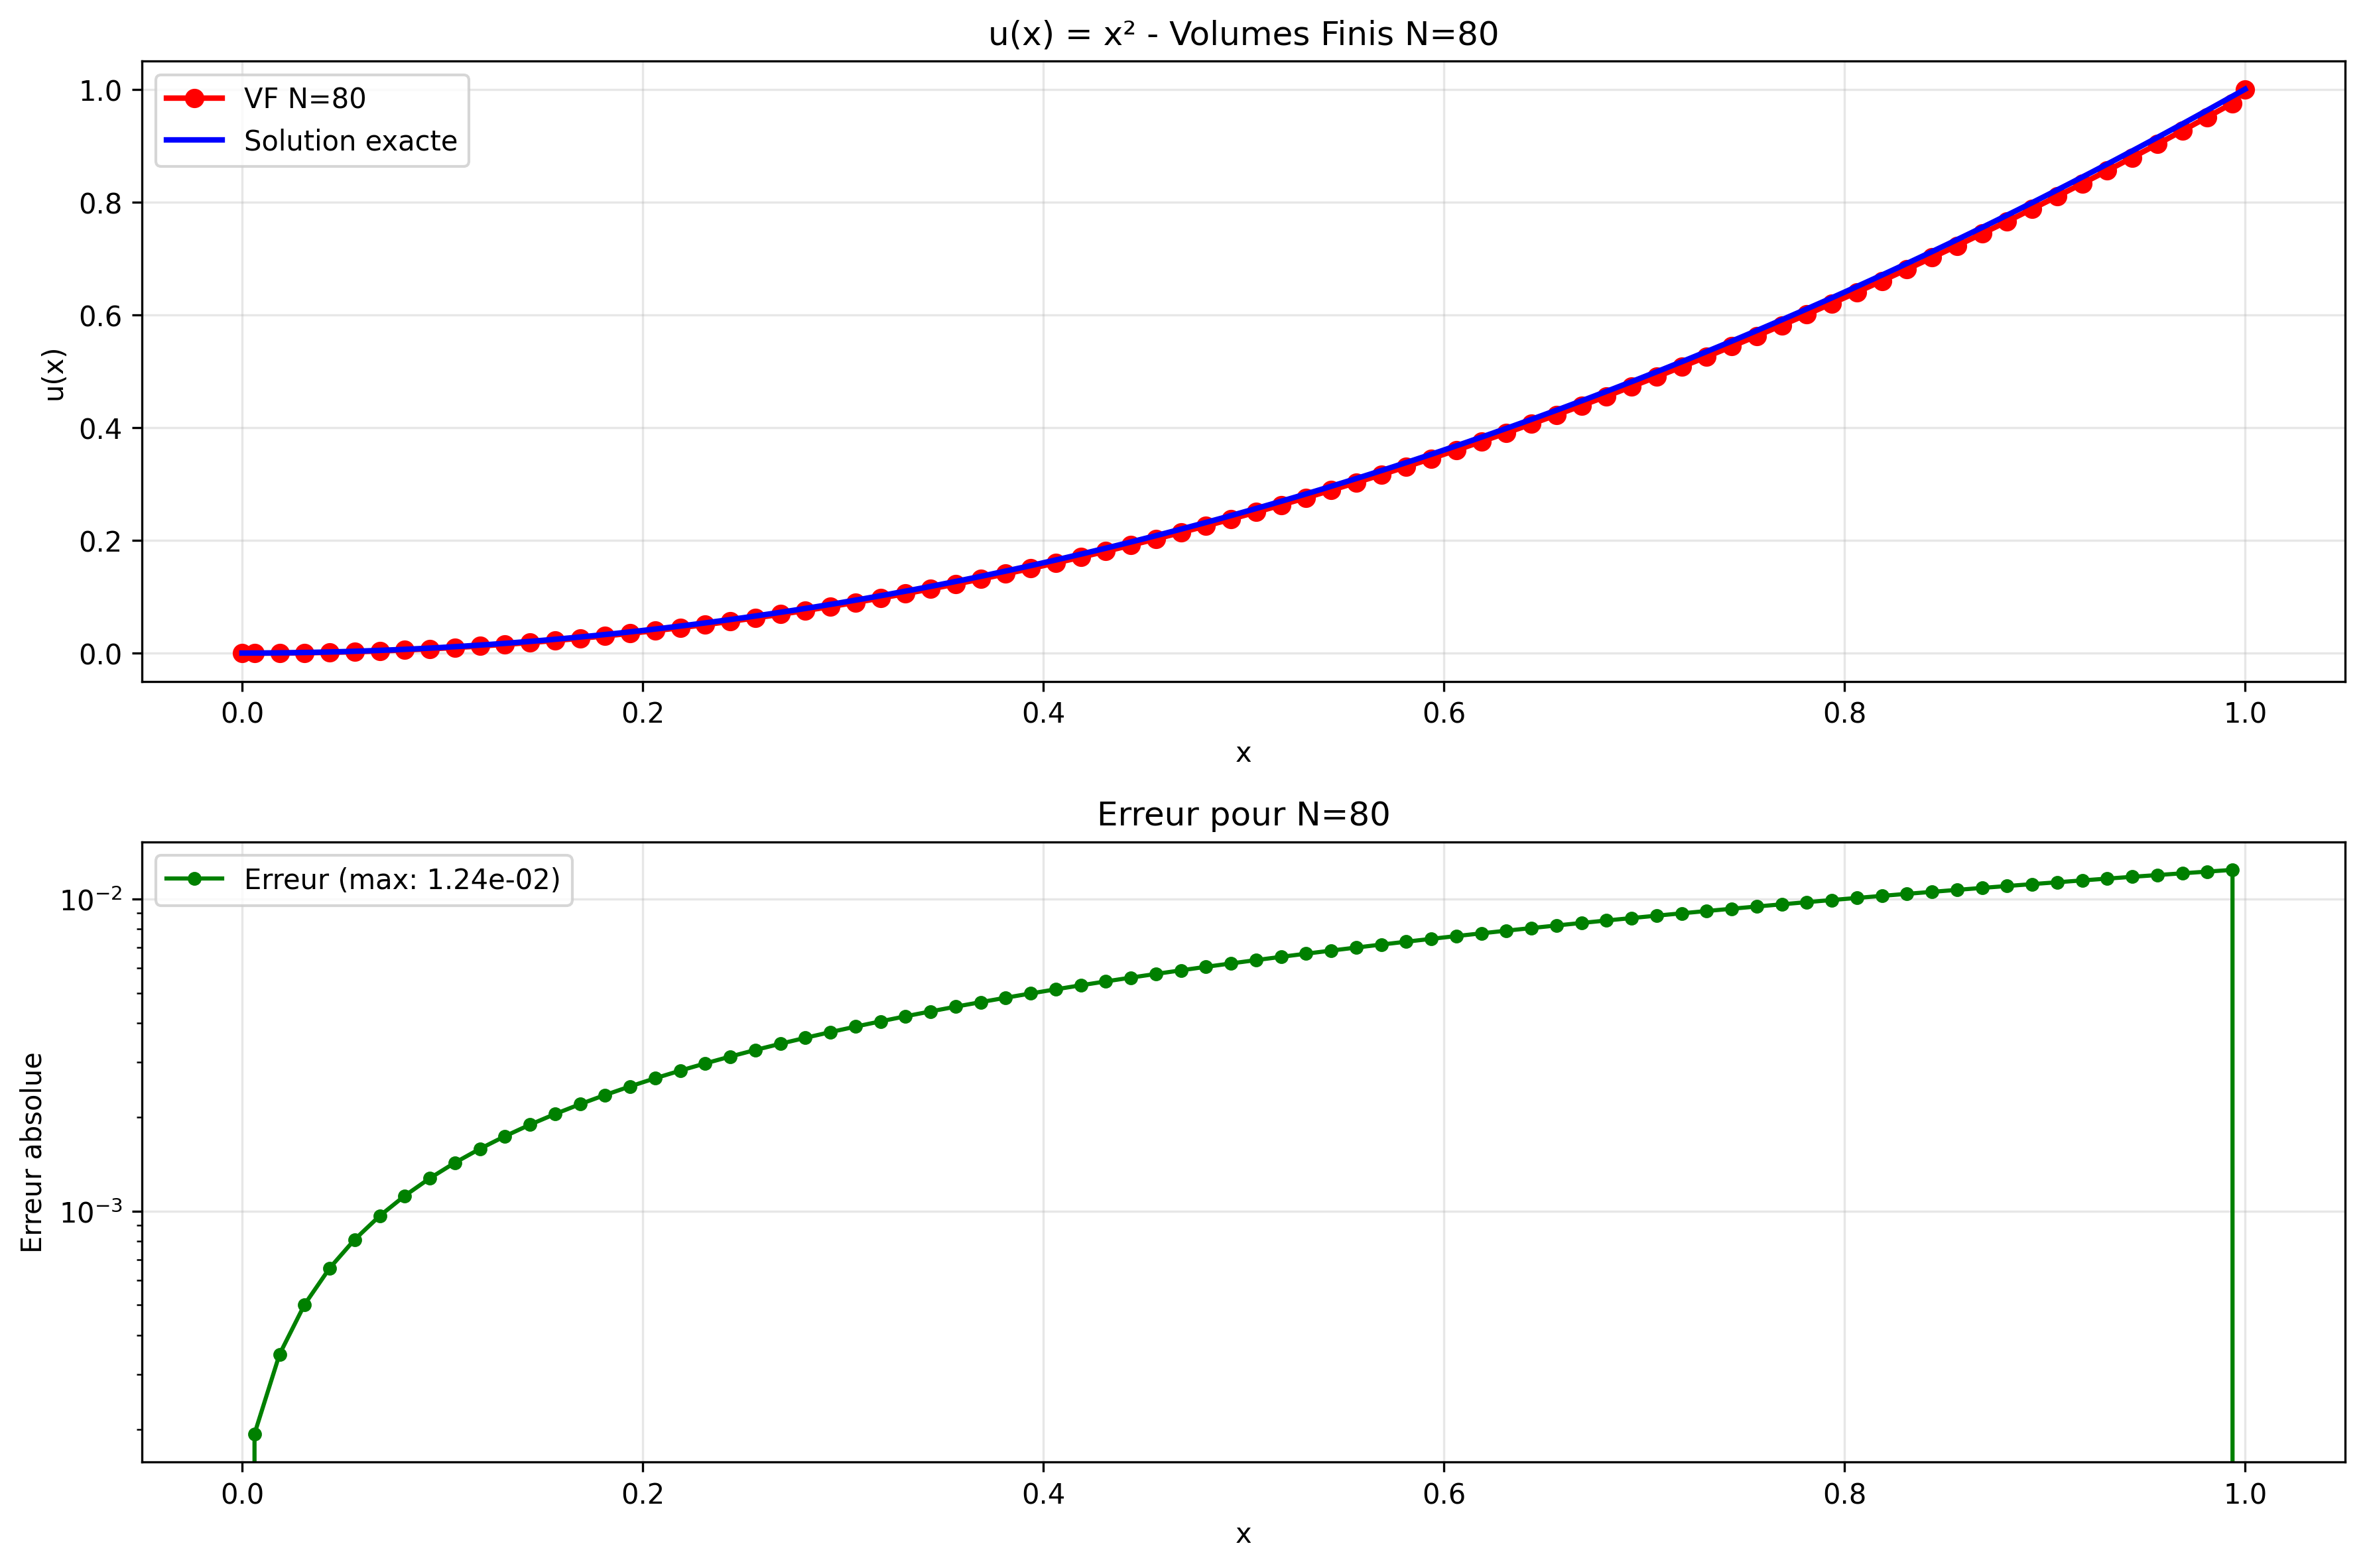 u(x) = x² - Volumes Finis N=80
VF N=80
Solution exacte
1.0
0.8
0.6
0.4
0.2
0.0
u(x)
0.0 0.2 0.4 0.6 0.8 1.0
x
Erreur pour N=80
Erreur (max: 1.24e-02)
10⁻²
10⁻³
Erreur absolue
0.0 0.2 0.4 0.6 0.8 1.0
x